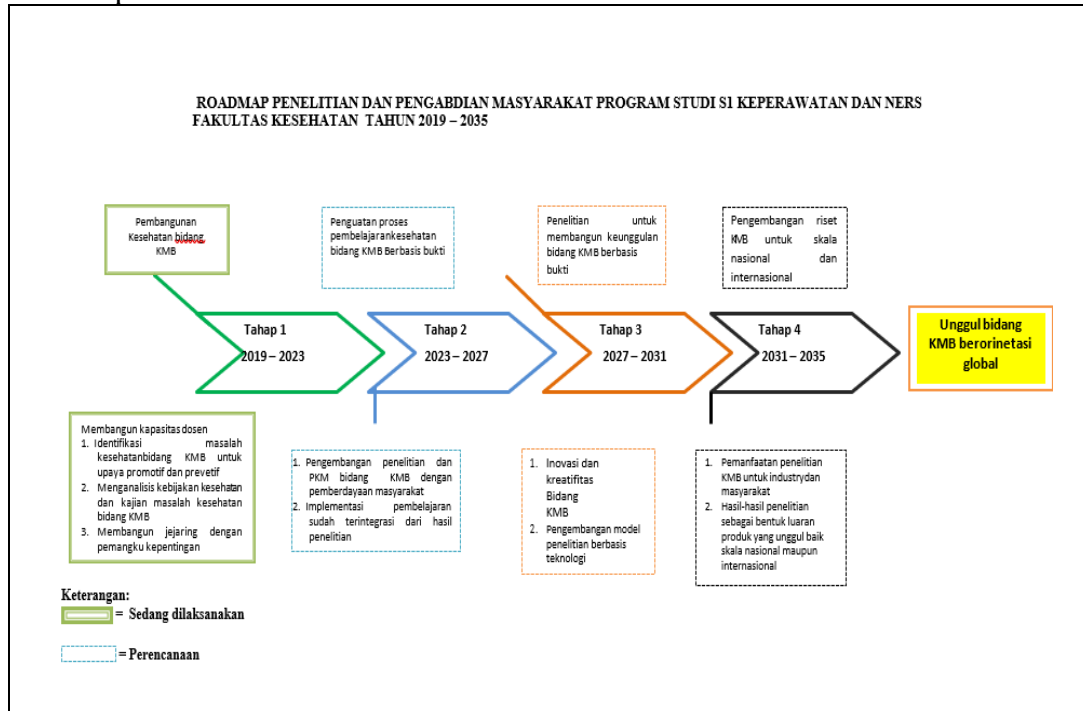 ROADMAP PENELITIAN DAN PENGABDIAN MASYARAKAT PROGRAM STUDI S1 KEPERAWATAN DAN NERS
FAKULTAS KESEHATAN TAHUN 2019 – 2035
Pembangunan
Kesehatan bidang
KMB
Penguatan proses
pembelajarankesehatan
bidang KMB Berbasis bukti
Penelitian untuk
membangun keunggulan
bidang KMB berbasis
bukti
Pengembangan riset
KMB untuk skala
nasional dan
internasional
Tahap 1
2019 – 2023
Tahap 2
2023 – 2027
Tahap 3
2027 – 2031
Tahap 4
2031 – 2035
Unggul bidang
KMB berorinetasi
global
Membangun kapasitas dosen
1. Identifikasi masalah
kesehatanbidang KMB untuk
upaya promotif dan prevetif
2. Menganalisis kebijakan kesehatan
dan kajian masalah kesehatan
bidang KMB
3. Membangun jejaring dengan
pemangku kepentingan
1. Pengembangan penelitian dan
PKM bidang KMB dengan
pemberdayaan masyarakat
2. Implementasi pembelajaran
sudah terintegrasi dari hasil
penelitian
1. Inovasi dan
kreatifitas
Bidang
KMB
2. Pengembangan model
penelitian berbasis
teknologi
1. Pemanfaatan penelitian
KMB untuk industrydan
masyarakat
2. Hasil-hasil penelitian
sebagai bentuk luaran
produk yang unggul baik
skala nasional maupun
internasional
Keterangan:
= Sedang dilaksanakan
= Perencanaan